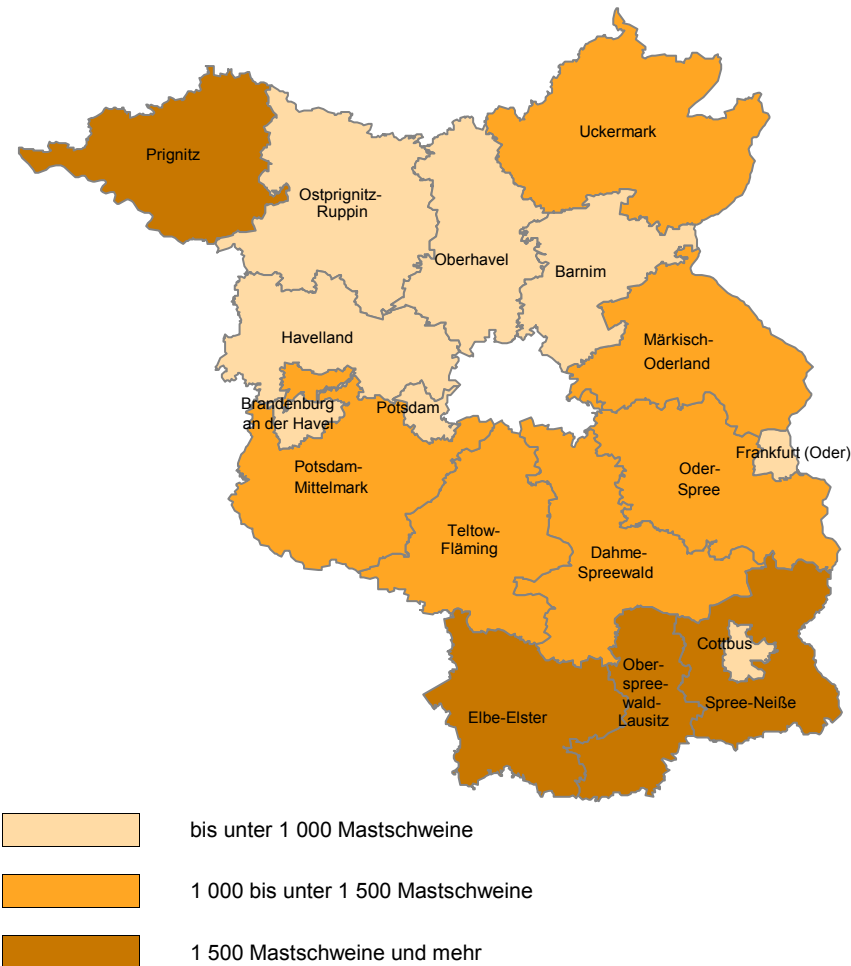 Uckermark
Prignitz
Ostprignitz-
Ruppin
Oberhavel
Barnim
Havelland
Märkisch-
Oderland
Brandenburg
an der Havel
Potsdam
Frankfurt (Oder)
Potsdam-
Mittelmark
Oder-
Spree
Teltow-
Fläming
Dahme-
Spreewald
Cottbus
Ober-
spree-
wald-
Lausitz
Spree-Neiße
Elbe-Elster
bis unter 1 000 Mastschweine
1 000 bis unter 1 500 Mastschweine
1 500 Mastschweine und mehr